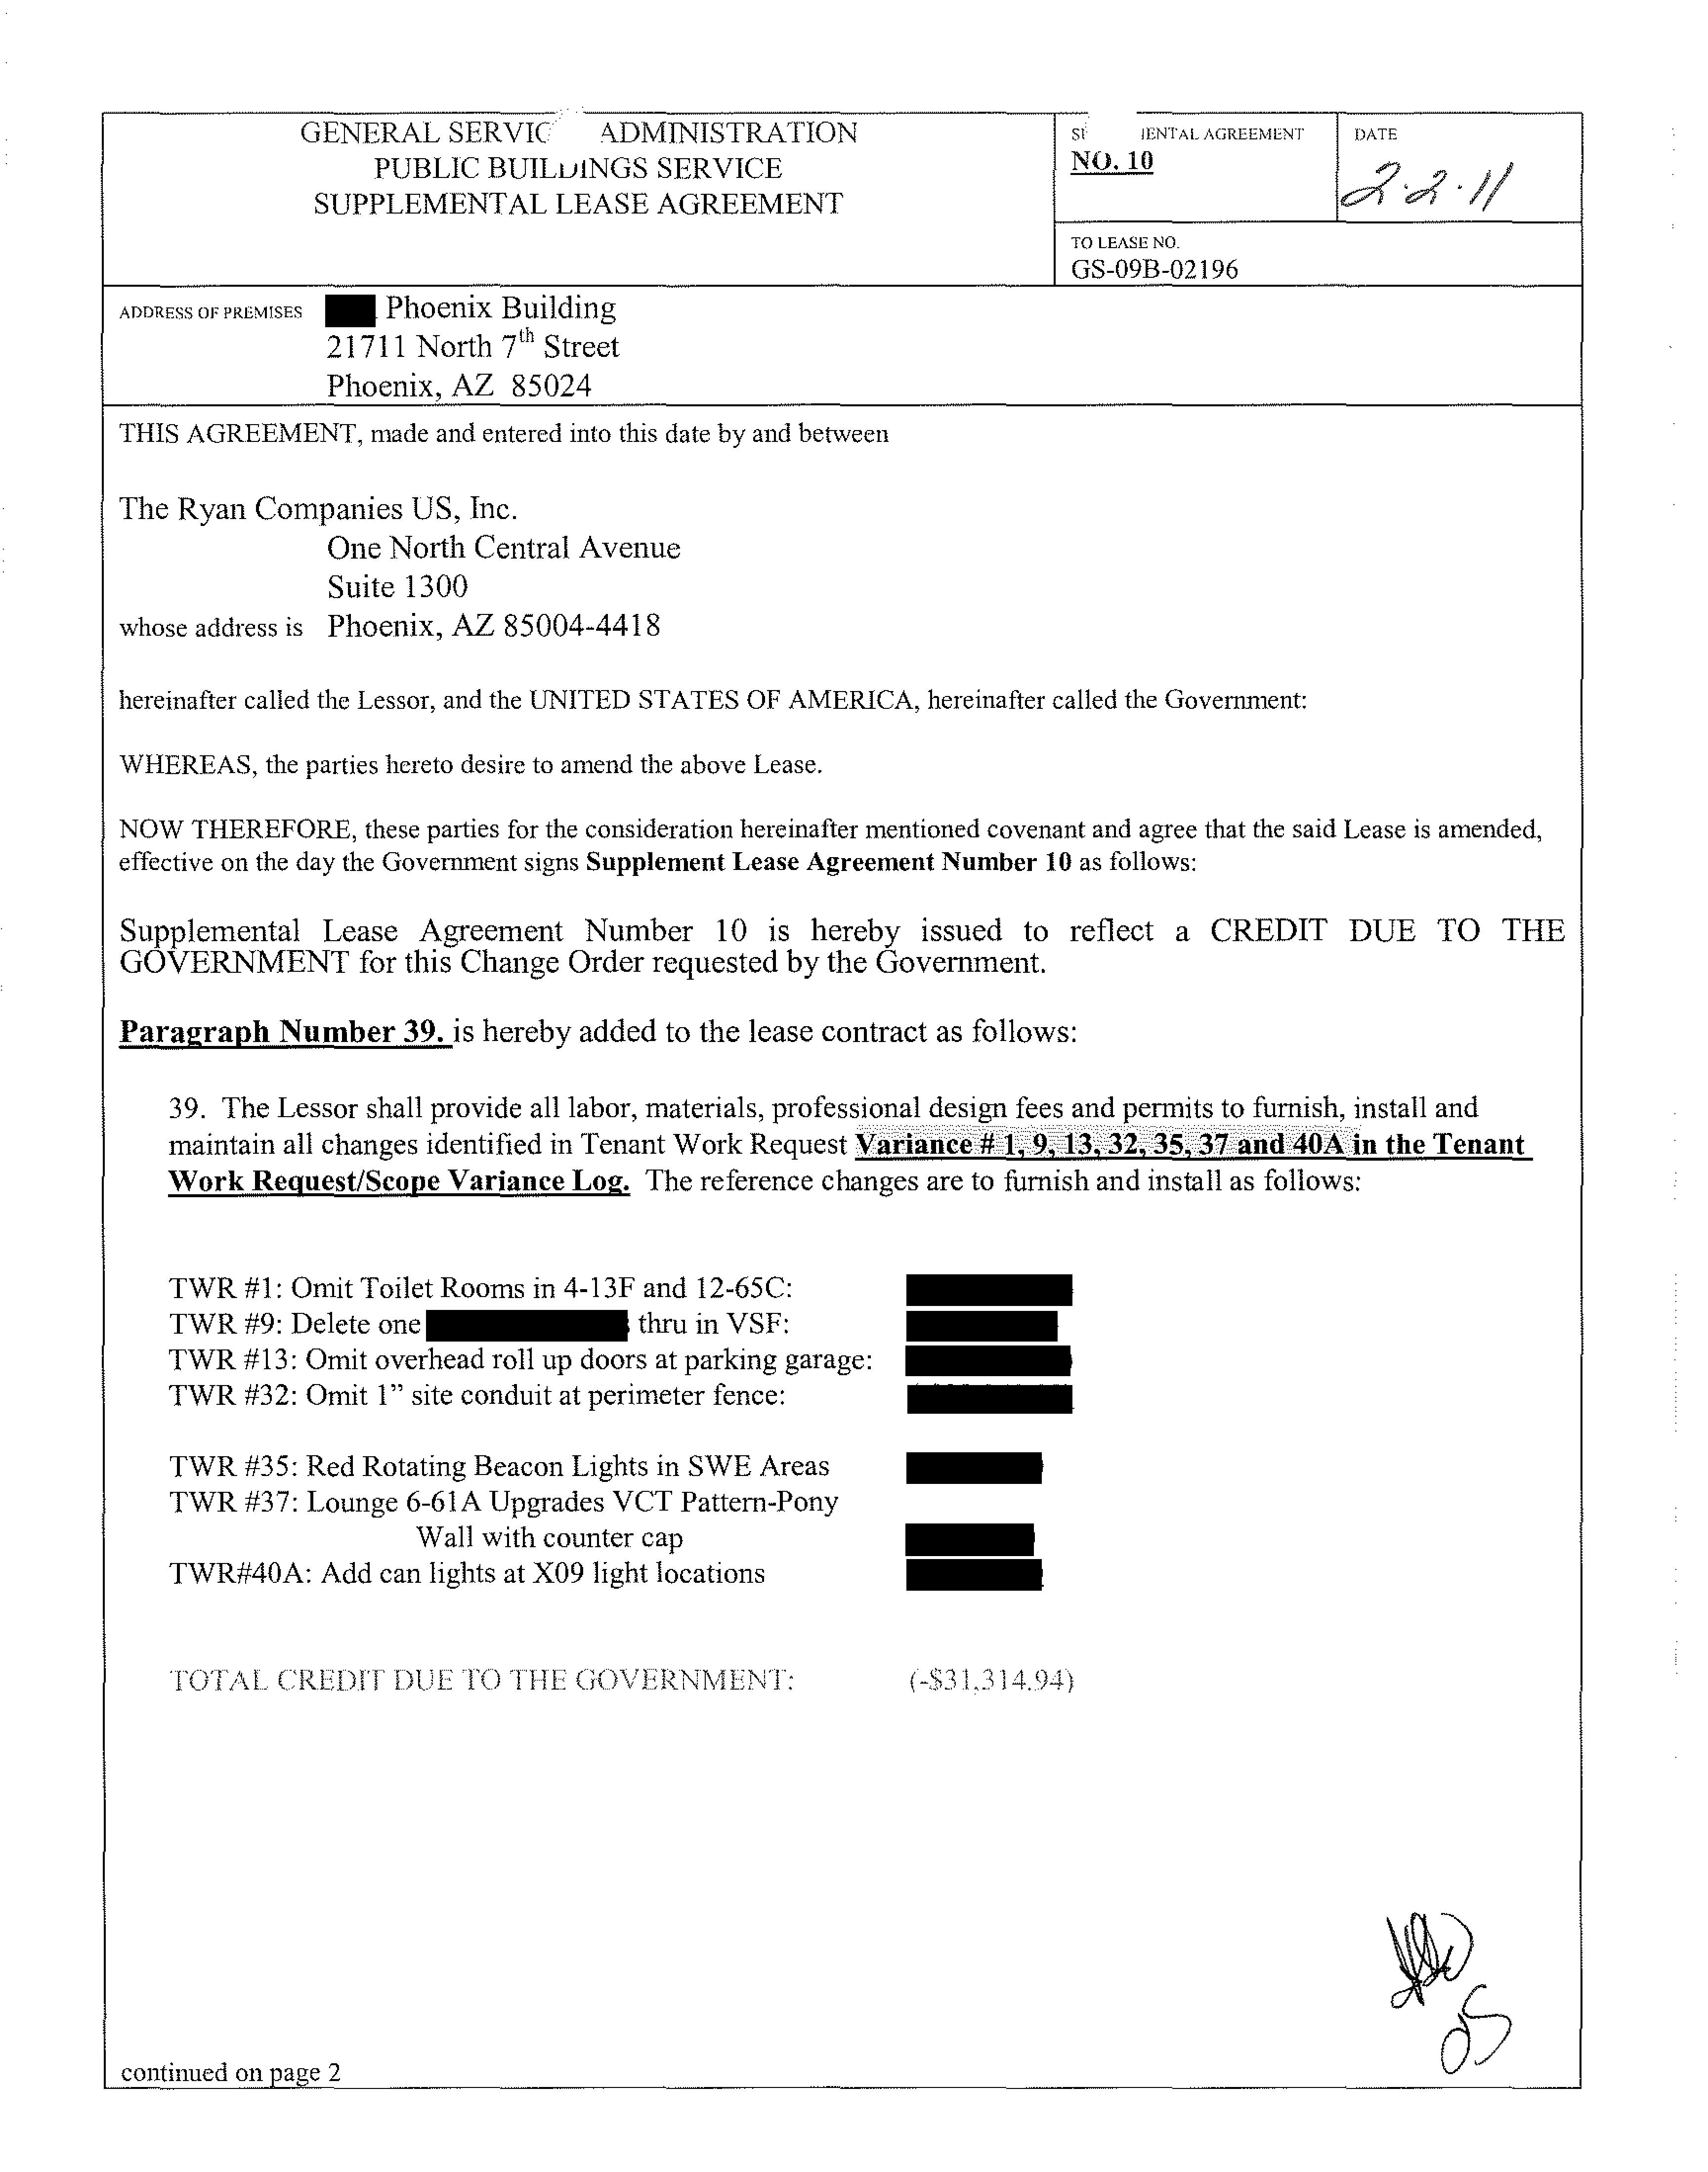 GENERAL SERVIC ADMINISTRATION
PUBLIC BUILDINGS SERVICE
SUPPLEMENTAL LEASE AGREEMENT
AGREEMENT
NO. 10
DATE
2.2.11
TO LEASE NO.
GS-09B-02196
ADDRESS OF PREMISES Phoenix Building
21711 North 7th Street
Phoenix, AZ 85024
THIS AGREEMENT, made and entered into this date by and between
The Ryan Companies US, Inc.
One North Central Avenue
Suite 1300
whose address is Phoenix, AZ 85004-4418
hereinafter called the Lessor, and the UNITED STATES OF AMERICA, hereinafter called the Government:
WHEREAS, the parties hereto desire to amend the above Lease.
NOW THEREFORE, these parties for the consideration hereinafter mentioned covenant and agree that the said Lease is amended,
effective on the day the Government signs Supplement Lease Agreement Number 10 as follows:
Supplemental Lease Agreement Number 10 is hereby issued to reflect a CREDIT DUE TO THE
GOVERNMENT for this Change Order requested by the Government.
Paragraph Number 39. is hereby added to the lease contract as follows:
39. The Lessor shall provide all labor, materials, professional design fees and permits to furnish, install and
maintain all changes identified in Tenant Work Request Variance # 1, 9, 13, 32, 35, 37 and 40A in the Tenant
Work Request/Scope Variance Log. The reference changes are to furnish and install as follows:
TWR #1: Omit Toilet Rooms in 4-13F and 12-65C:
TWR #9: Delete one thru in VSF:
TWR #13: Omit overhead roll up doors at parking garage:
TWR #32: Omit 1” site conduit at perimeter fence:
TWR #35: Red Rotating Beacon Lights in SWE Areas
TWR #37: Lounge 6-61A Upgrades VCT Pattern-Pony
Wall with counter cap
TWR#40A: Add can lights at X09 light locations
TOTAL CREDIT DUE TO THE GOVERNMENT: (-$31,314.94)
continued on page 2